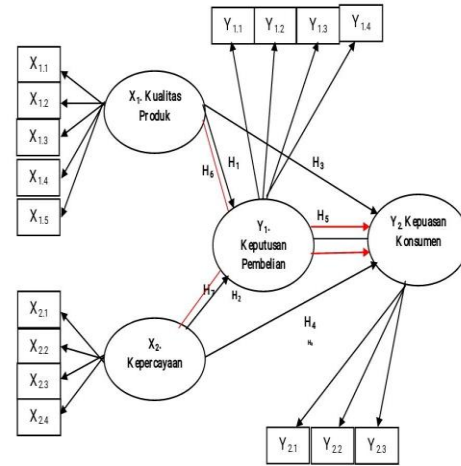 Y1.1 Y1.2 Y1.3 Y1.4
X1.1
X1.2
X1.3
X1.4
X1.5
X1- Kualitas
Produk
H1
H6
H3
Y1-
Keputusan
Pembelian
H5
Y2. Kepuasan
Konsumen
H7
H2
X2.1
X2.2
X2.3
X2.4
X2-
Kepercayaan
H4
Y2.1 Y2.2 Y2.3